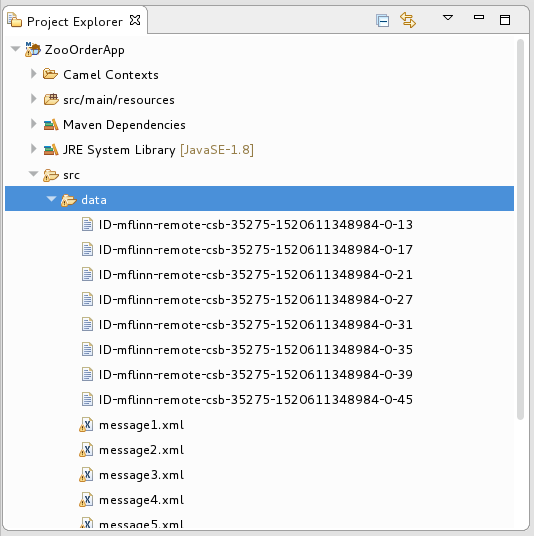 Project Explorer
ZooOrderApp
Camel Contexts
src/main/resources
Maven Dependencies
JRE System Library [JavaSE-1.8]
src
data
ID-mflinn-remote-csb-35275-1520611348984-0-13
ID-mflinn-remote-csb-35275-1520611348984-0-17
ID-mflinn-remote-csb-35275-1520611348984-0-21
ID-mflinn-remote-csb-35275-1520611348984-0-27
ID-mflinn-remote-csb-35275-1520611348984-0-31
ID-mflinn-remote-csb-35275-1520611348984-0-35
ID-mflinn-remote-csb-35275-1520611348984-0-39
ID-mflinn-remote-csb-35275-1520611348984-0-45
message1.xml
message2.xml
message3.xml
message4.xml
message5.xml